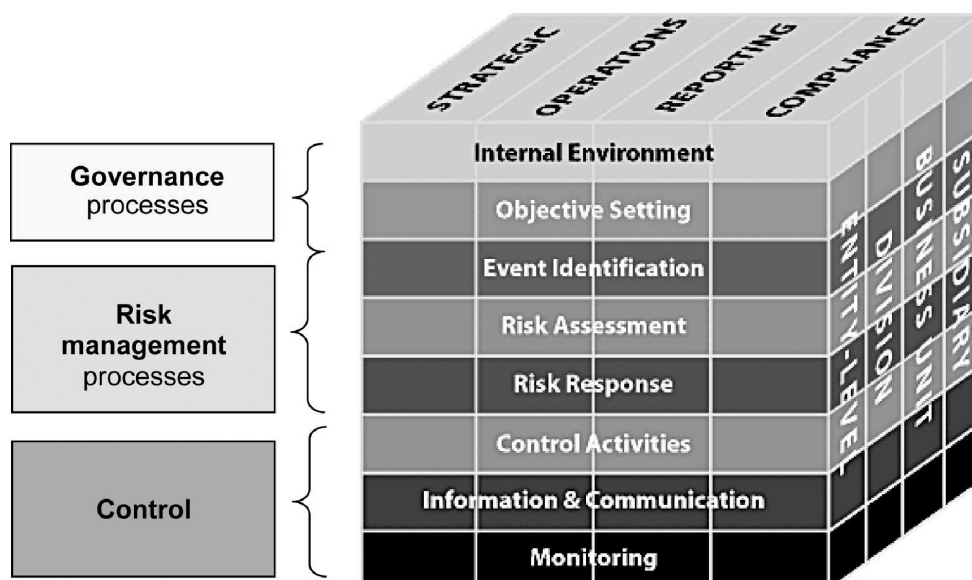 STRATEGIC
OPERATIONS
REPORTING
COMPLIANCE
Governance
processes
Risk
management
processes
Control
Internal Environment
Objective Setting
Event Identification
Risk Assessment
Risk Response
Control Activities
Information & Communication
Monitoring
ENTITY-LEVEL
DIVISION
BUSINESS UNIT
SUBSIDIARY